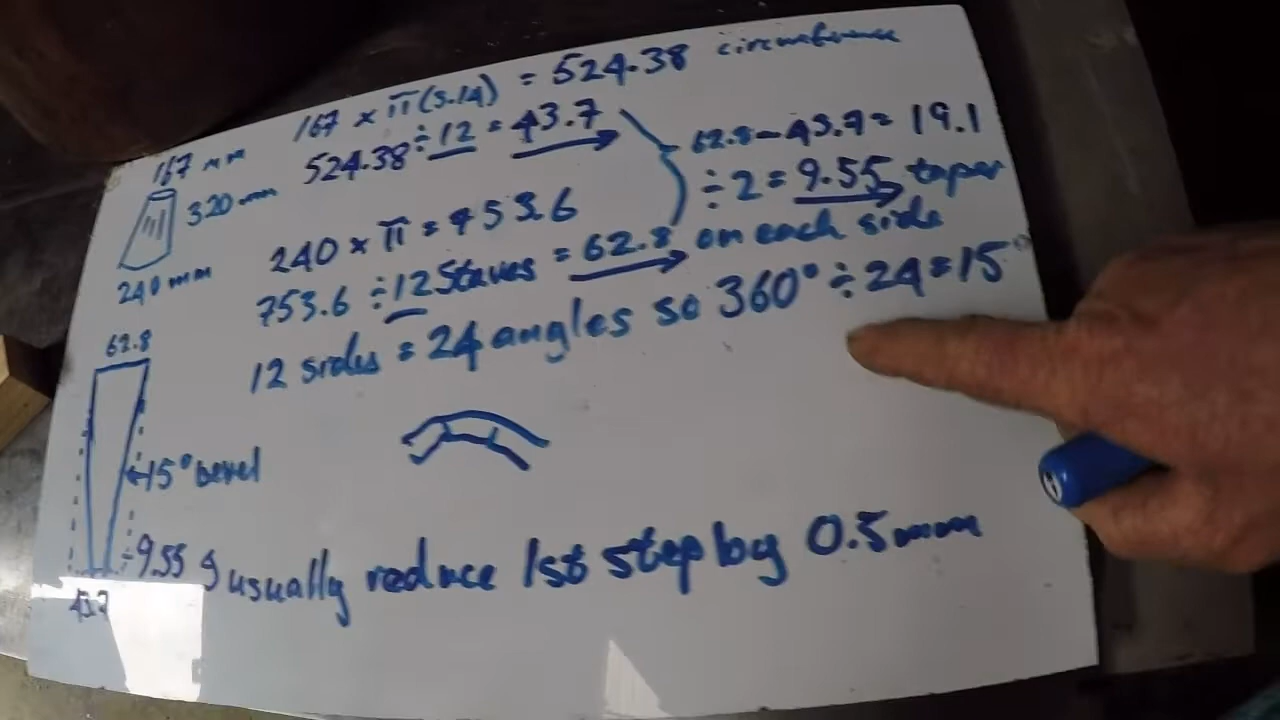 167 x π (3.14) = 524.38 circumference
524.38 ÷ 12 = 43.7
62.8 - 43.7 = 19.1
÷ 2 = 9.55 taper
on each side
167 mm
320 mm
240 mm
240 x π = 753.6
753.6 ÷ 12 Staves = 62.8
12 sides = 24 angles so 360° ÷ 24 = 15°
62.8
15° bevel
9.55
43.7
I usually reduce 1st step by 0.5mm